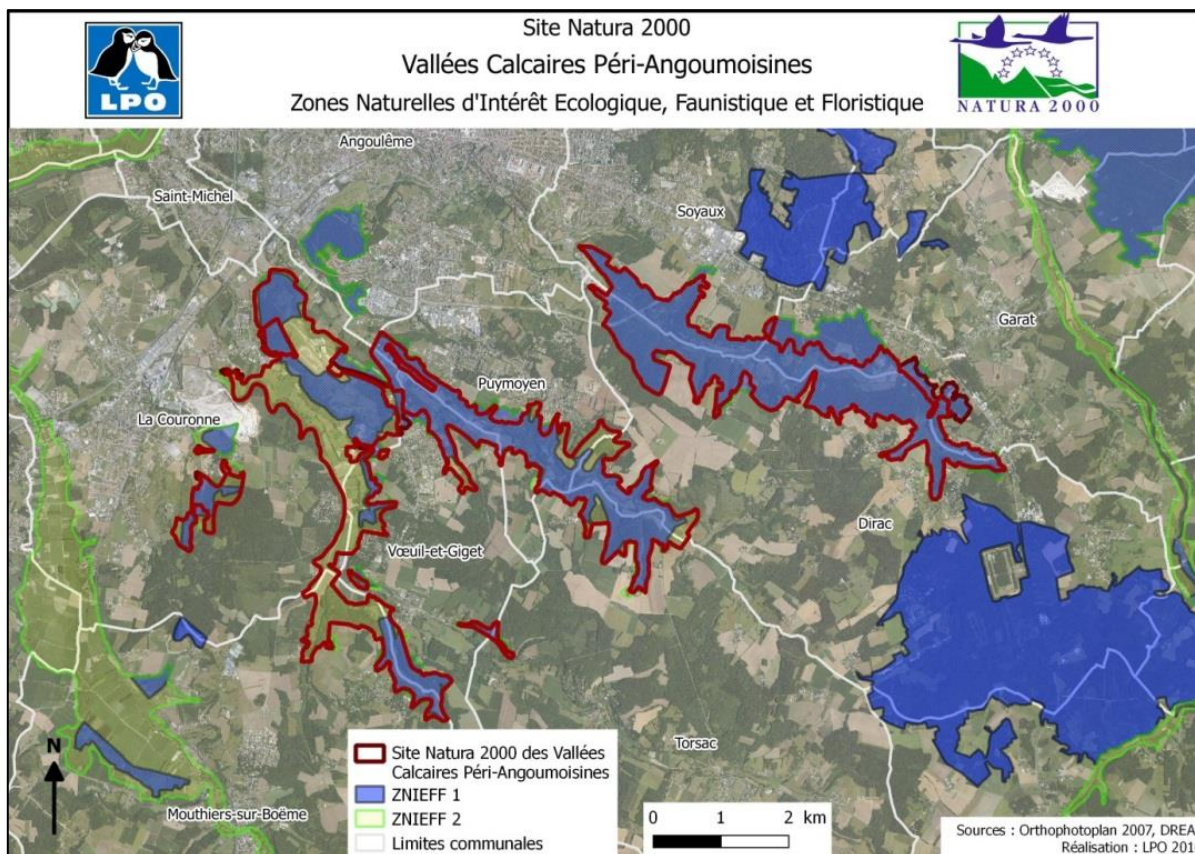 Site Natura 2000
Vallées Calcaires Péri-Angoumoisines
Zones Naturelles d'Intérêt Ecologique, Faunistique et Floristique
LPO
NATURA 2000
Angoulême
Saint-Michel
Soyaux
Garat
Puymoyen
La Couronne
Dirac
Vœuil-et-Giget
Torsac
Mouthiers-sur-Boëme
N
Site Natura 2000 des Vallées
Calcaires Péri-Angoumoisines
ZNIEFF 1
ZNIEFF 2
Limites communales
0 1 2 km
Sources : Orthophotoplan 2007, DREA
Réalisation : LPO 201